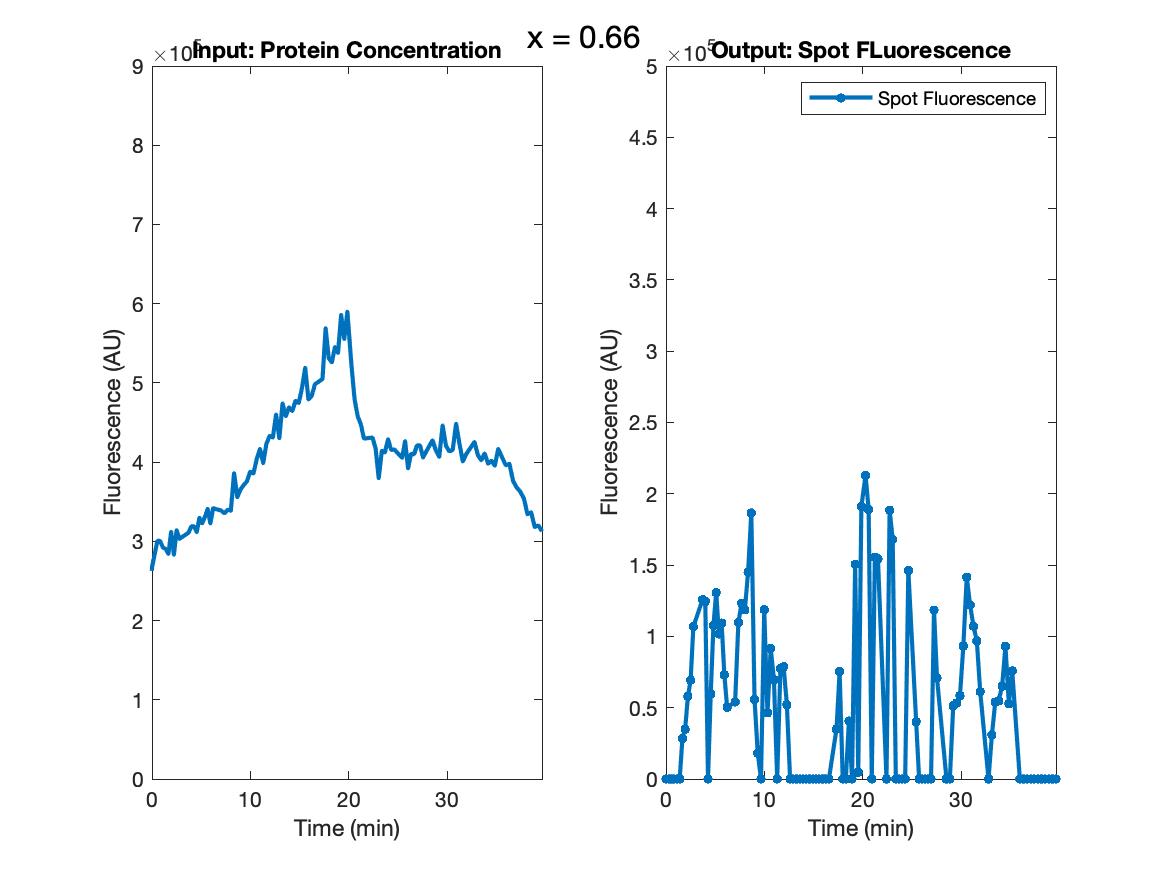 x = 0.66
×10⁵
Input: Protein Concentration
9
8
7
6
5
4
3
2
1
0
Fluorescence (AU)
0 10 20 30
Time (min)
×10⁵
Output: Spot FLuorescence
Spot Fluorescence
5
4.5
4
3.5
3
2.5
2
1.5
1
0.5
0
Fluorescence (AU)
0 10 20 30
Time (min)